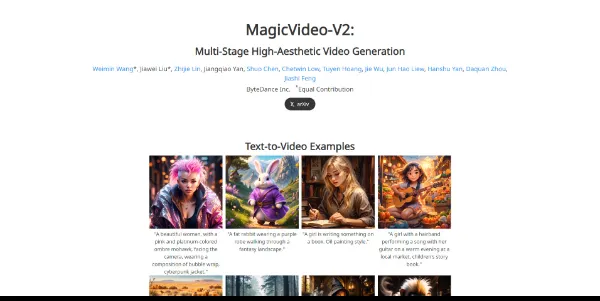 MagicVideo-V2:
Multi-Stage High-Aesthetic Video Generation
Weimin Wang*, Jiawei Liu*, Zhijie Lin, Jiangqiao Yan, Shuo Chen, Chetwin Low, Tuyen Hoang, Jie Wu, Jun Hao Liew, Hanshu Yan, Daquan Zhou,
Jiashi Feng
ByteDance Inc. *Equal Contribution
arXiv
Text-to-Video Examples
"A beautiful woman, with a
pink and platinum-colored
ombre mohawk, facing the
camera, wearing a
composition of bubble wrap,
cyberpunk jacket."
"A fat rabbit wearing a purple
robe walking through a
fantasy landscape."
"A girl is writing something on
a book. Oil painting style."
"A girl with a hairband
performing a song with her
guitar on a warm evening at a
local market, children's story
book."